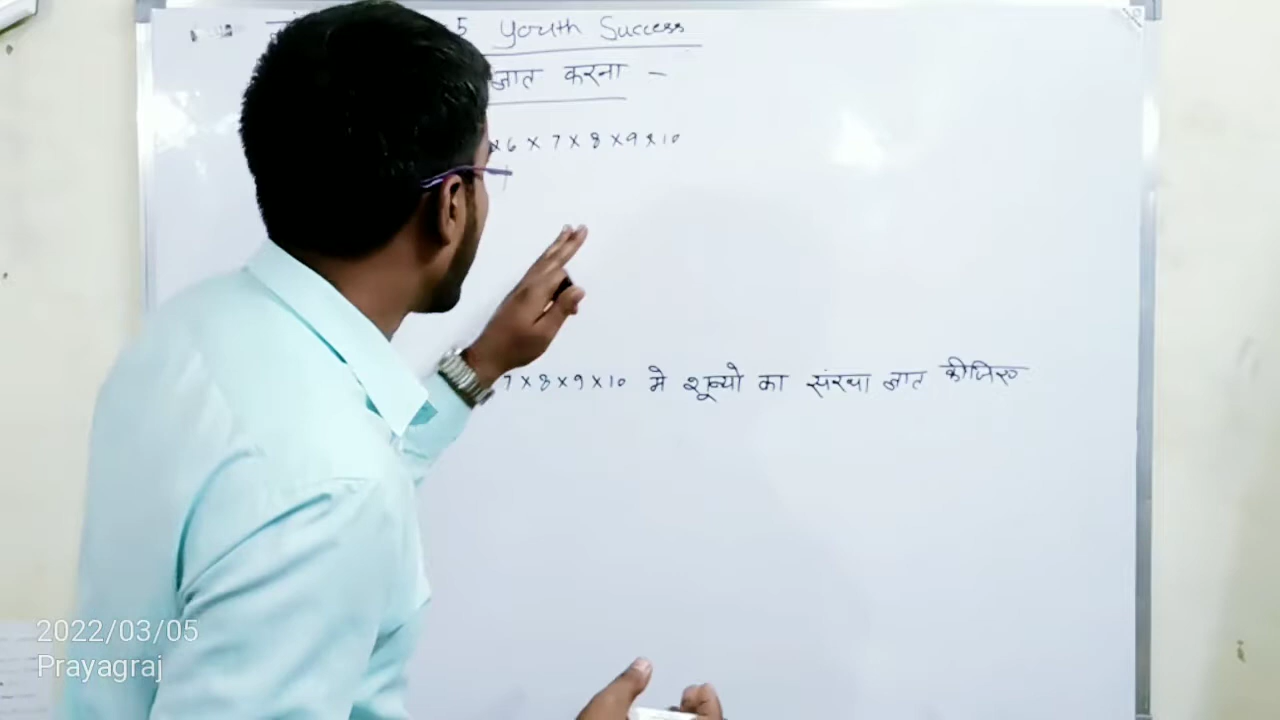 5 Youth Success
ज्ञात करना -
x 6 x 7 x 8 x 9 x 10
7 x 8 x 9 x 10 मे शून्यो का संख्या ज्ञात कीजिए
2022/03/05
Prayagraj